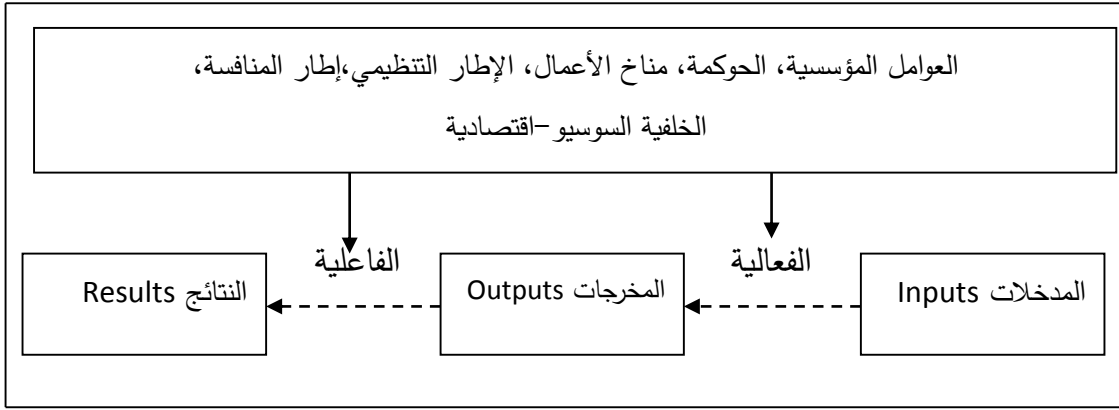 العوامل المؤسسية، الحوكمة، مناخ الأعمال، الإطار التنظيمي،إطار المنافسة،
الخلفية السوسيو–اقتصادية
الفعالية
الفاعلية
المدخلات Inputs
المخرجات Outputs
النتائج Results